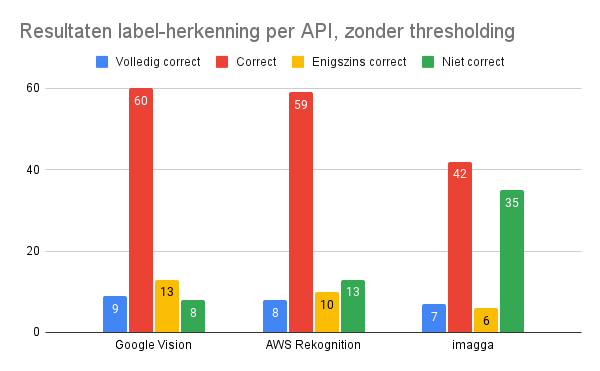 Resultaten label-herkenning per API, zonder thresholding
Volledig correct Correct Enigszins correct Niet correct
60
40
20
0
9 60 13 8
8 59 10 13
7 42 6 35
Google Vision AWS Rekognition imagga